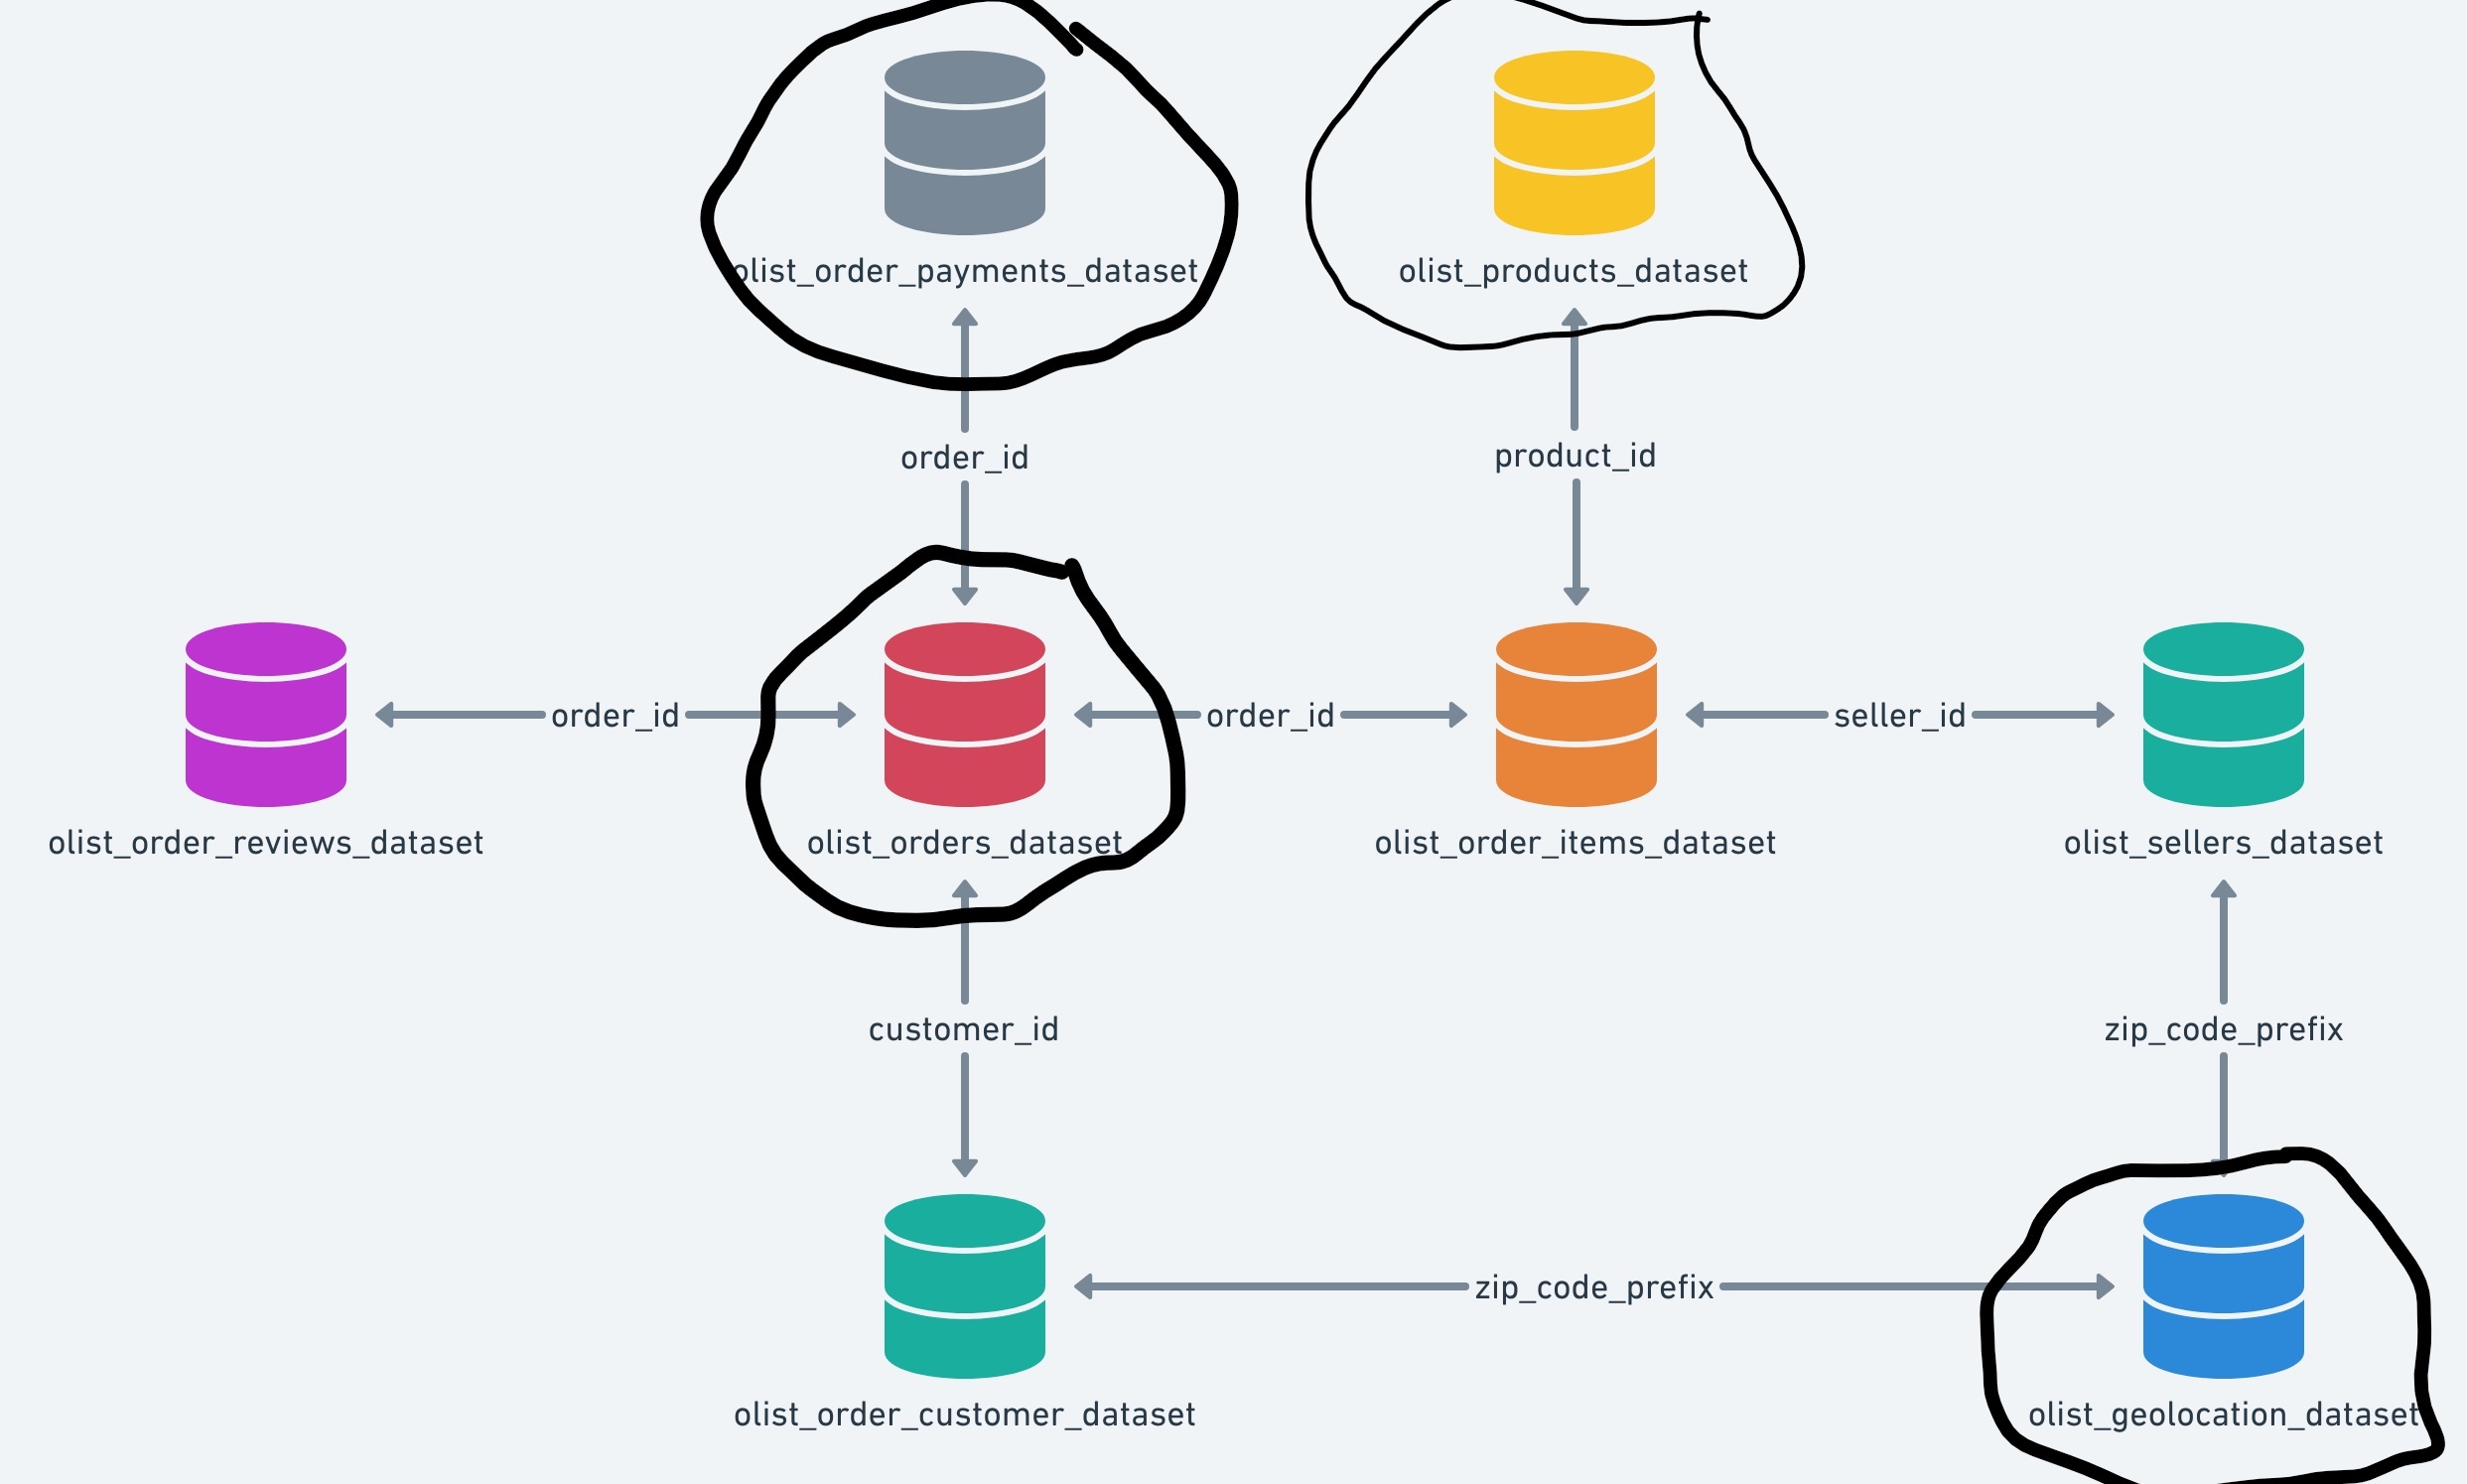 olist_order_payments_dataset
olist_products_dataset
order_id
product_id
order_id
order_id
seller_id
olist_order_reviews_dataset
olist_orders_dataset
olist_order_items_dataset
olist_sellers_dataset
customer_id
zip_code_prefix
zip_code_prefix
olist_order_customer_dataset
olist_geolocation_dataset